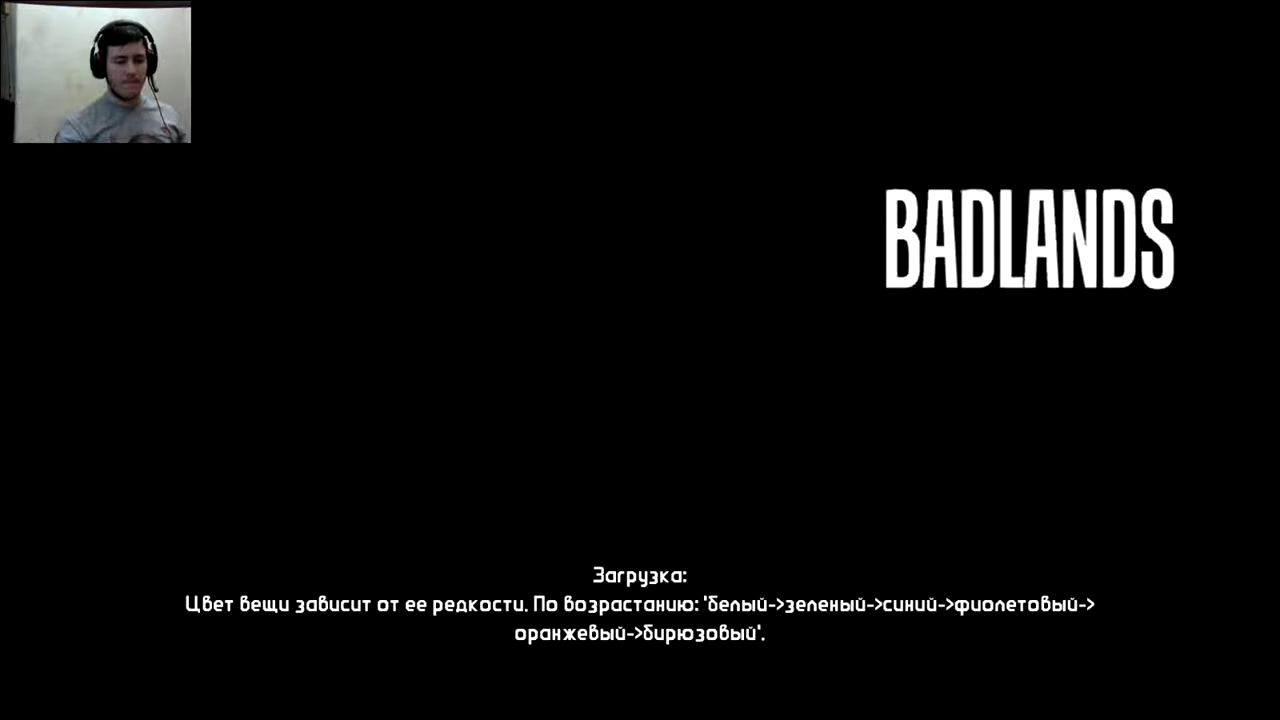 BADLANDS
Загрузка:
Цвет вещи зависит от ее редкости. По возрастанию: 'белый->зеленый->синий->фиолетовый->
оранжевый->бирюзовый'.